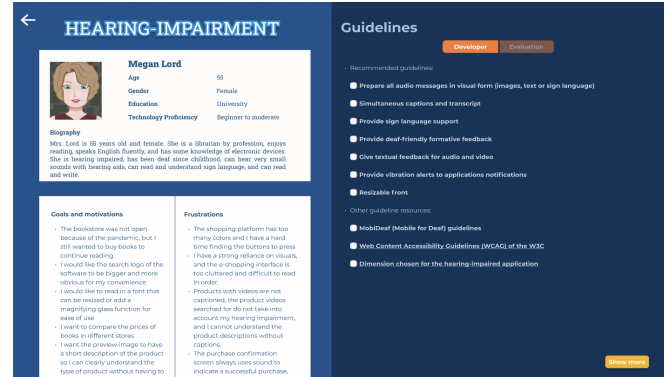 HEARING-IMPAIRMENT
Megan Lord
Age 55
Gender Female
Education University
Technology Proficiency Beginner to moderate
Biography
Mrs. Lord is 55 years old and female. She is a librarian by profession, enjoys
reading, speaks English fluently, and has some knowledge of electronic devices.
She is hearing impaired, has been deaf since childhood, can hear very small
sounds with hearing aids, can read and understand sign language, and can read
and write.
Goals and motivations
• The bookstore was not open
because of the pandemic, but I
still wanted to buy books to
continue reading.
• I would like the search logo of the
software to be bigger and more
obvious for my convenience
• I would like to read in a font that
can be resized or add a
magnifying glass function for
ease of use
• I want to compare the prices of
books in different stores
• I want the preview image to have
a short description of the product
so i can clearly understand the
type of product without having to
Frustrations
• The shopping platform has too
many colors and I have a hard
time finding the buttons to press
• I have a strong reliance on visuals,
and the e-shopping interface is
too cluttered and difficult to read
in order.
• Products with videos are not
captioned, the product videos
searched for do not take into
account my hearing impairment,
and I cannot understand the
product descriptions without
captions.
• The purchase confirmation
screen always uses sound to
indicate a successful purchase,
Guidelines
Developer Evaluation
• Recommended guidelines:
Prepare all audio messages in visual form (images, text or sign language)
Simultaneous captions and transcript
Provide sign language support
Provide deaf-friendly formative feedback
Give textual feedback for audio and video
Provide vibration alerts to applications notifications
Resizable front
• Other guideline resources:
MobiDeaf (Mobile for Deaf) guidelines
Web Content Accessibility Guidelines (WCAG) of the W3C
Dimension chosen for the hearing-impaired application
Show more